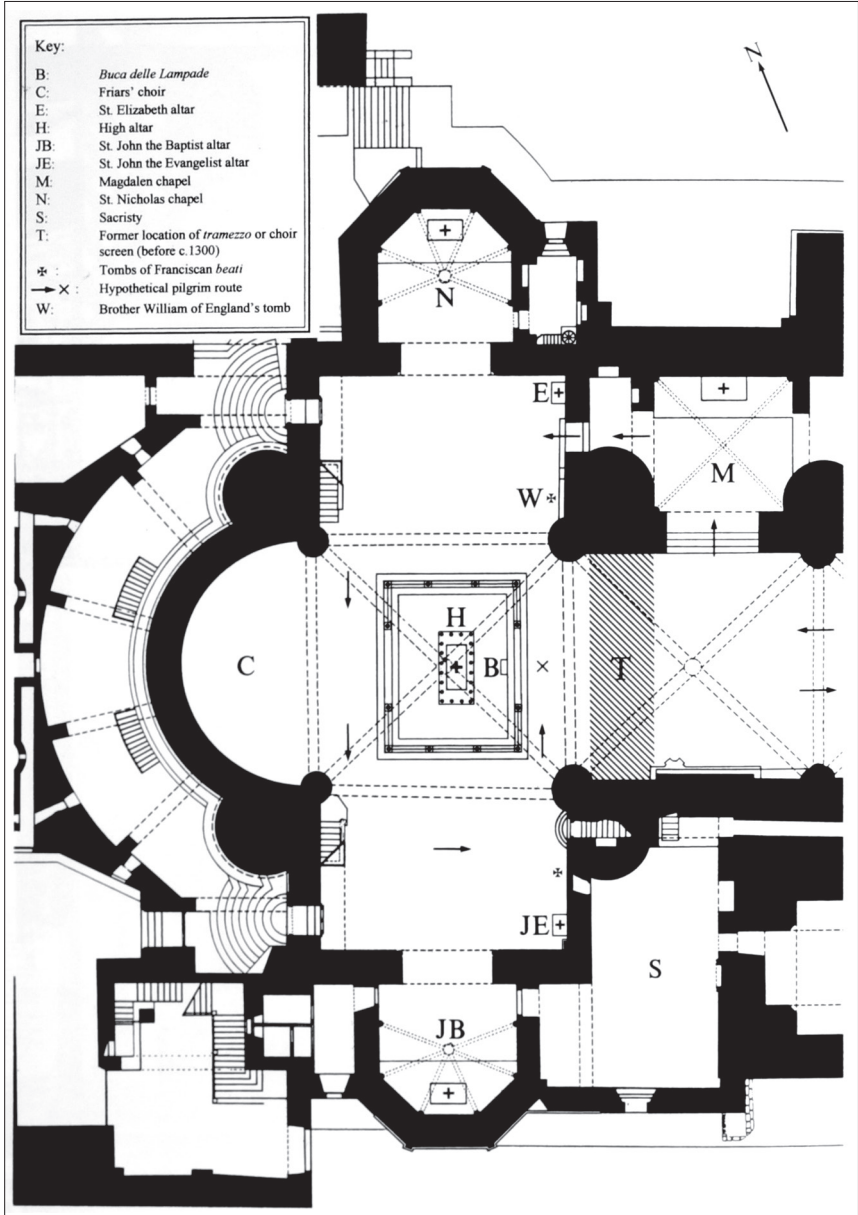 Key:
B: Buca delle Lampade
C: Friars' choir
E: St. Elizabeth altar
H: High altar
JB: St. John the Baptist altar
JE: St. John the Evangelist altar
M: Magdalen chapel
N: St. Nicholas chapel
S: Sacristy
T: Former location of tramezzo or choir
screen (before c.1300)
✠ : Tombs of Franciscan beati
→ × : Hypothetical pilgrim route
W: Brother William of England's tomb
N
N
E
M
W
H
C
B
×
T
JE
S
JB